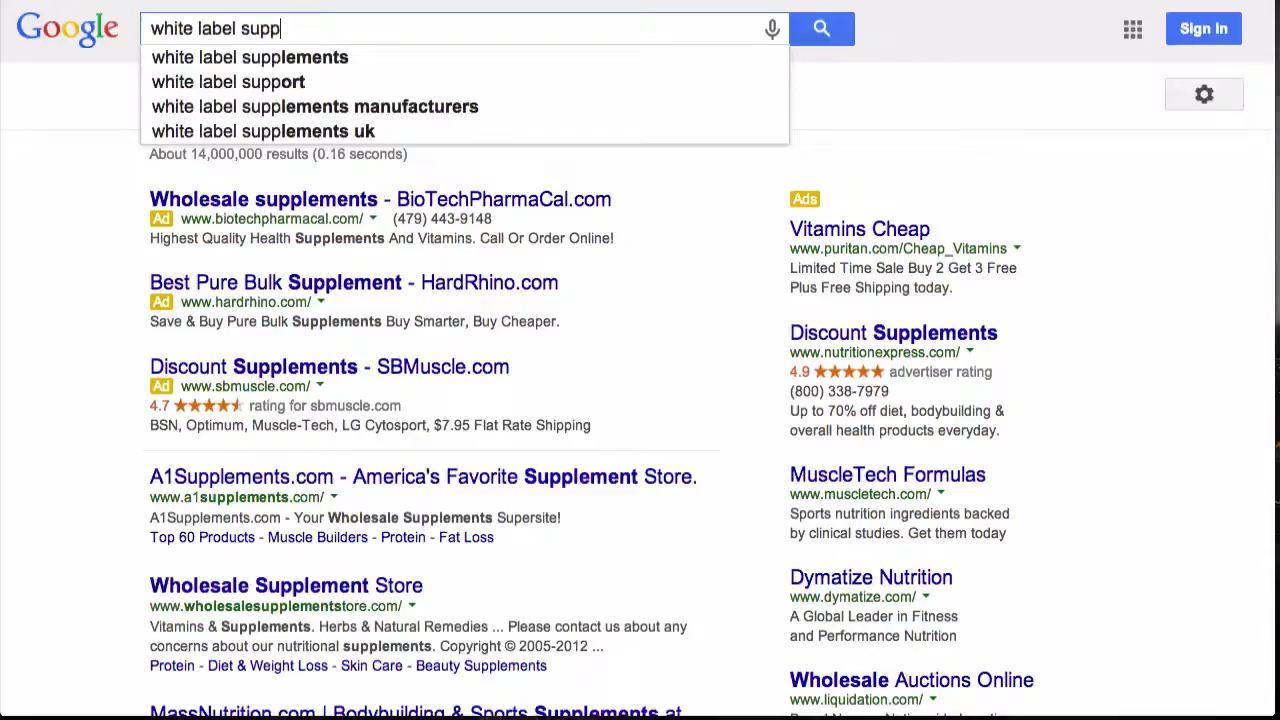 Google
white label supp
Sign in
white label supplements
white label support
white label supplements manufacturers
white label supplements uk
About 14,000,000 results (0.16 seconds)
Wholesale supplements - BioTechPharmaCal.com
Ad www.biotechpharmacal.com/ (479) 443-9148
Highest Quality Health Supplements And Vitamins. Call Or Order Online!
Best Pure Bulk Supplement - HardRhino.com
Ad www.hardrhino.com/
Save & Buy Pure Bulk Supplements Buy Smarter, Buy Cheaper.
Discount Supplements - SBMuscle.com
Ad www.sbmuscle.com/
4.7 ★★★★★ rating for sbmuscle.com
BSN, Optimum, Muscle-Tech, LG Cytosport, $7.95 Flat Rate Shipping
A1Supplements.com - America's Favorite Supplement Store.
www.a1supplements.com/
A1Supplements.com - Your Wholesale Supplements Supersite!
Top 60 Products - Muscle Builders - Protein - Fat Loss
Wholesale Supplement Store
www.wholesalesupplementstore.com/
Vitamins & Supplements. Herbs & Natural Remedies ... Please contact us about any
concerns about our nutritional supplements. Copyright © 2005-2012 ...
Protein - Diet & Weight Loss - Skin Care - Beauty Supplements
MassNutrition.com | Bodybuilding & Sports Supplements at
Ads
Vitamins Cheap
www.puritan.com/Cheap_Vitamins
Limited Time Sale Buy 2 Get 3 Free
Plus Free Shipping today.
Discount Supplements
www.nutritionexpress.com/
4.9 ★★★★★ advertiser rating
(800) 338-7979
Up to 70% off diet, bodybuilding &
overall health products everyday.
MuscleTech Formulas
www.muscletech.com/
Sports nutrition ingredients backed
by clinical studies. Get them today
Dymatize Nutrition
www.dymatize.com/
A Global Leader in Fitness
and Performance Nutrition
Wholesale Auctions Online
www.liquidation.com/